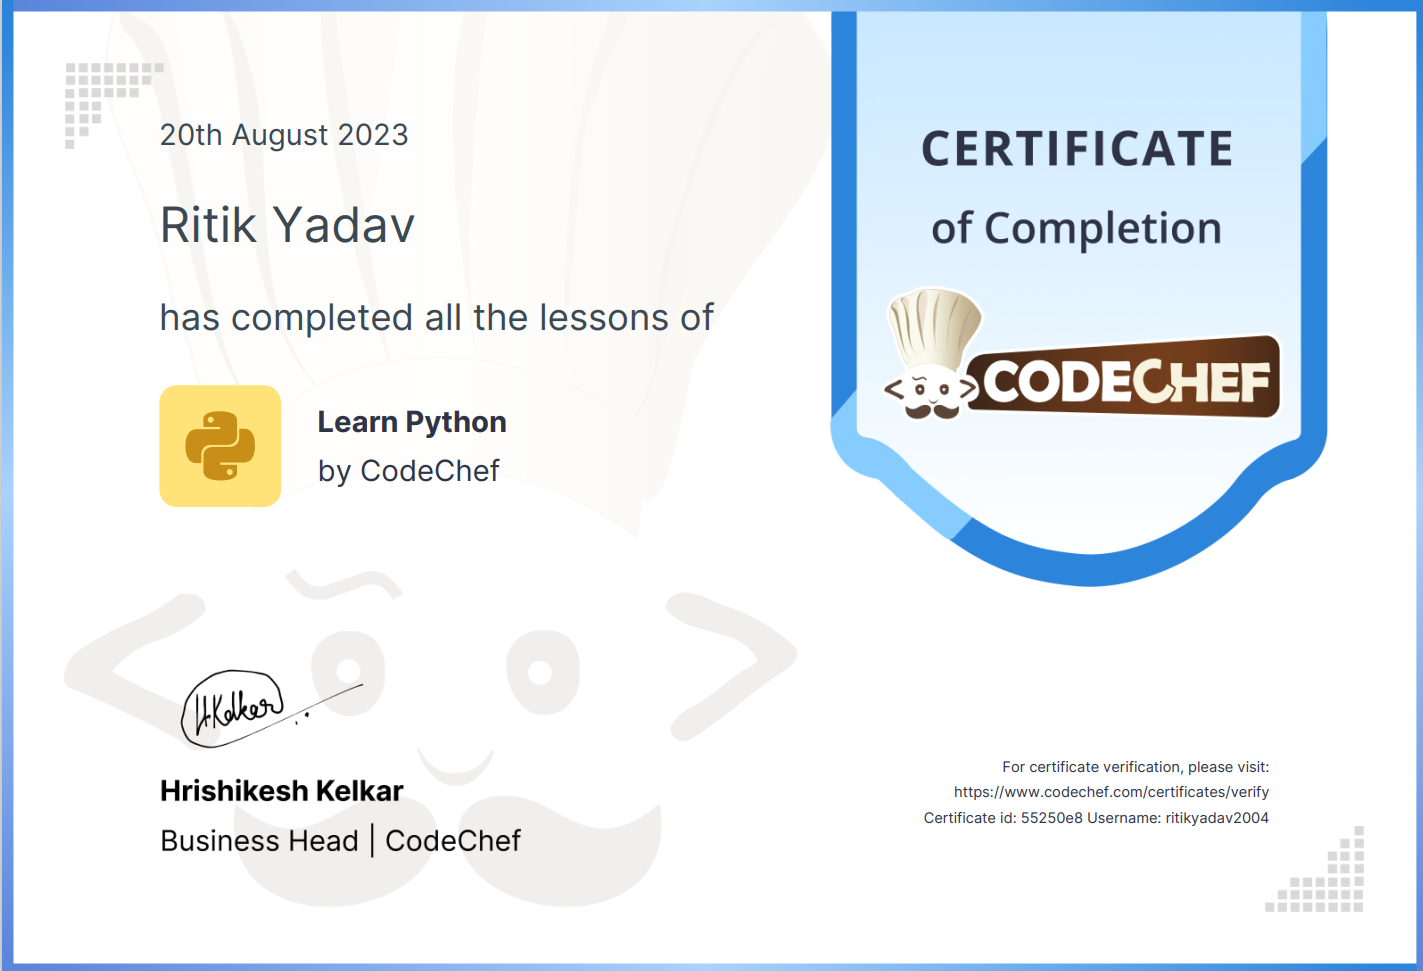 20th August 2023
Ritik Yadav
has completed all the lessons of
Learn Python
by CodeChef
CERTIFICATE
of Completion
CODECHEF
H.Kelkar
Hrishikesh Kelkar
Business Head | CodeChef
For certificate verification, please visit:
https://www.codechef.com/certificates/verify
Certificate id: 55250e8 Username: ritikyadav2004